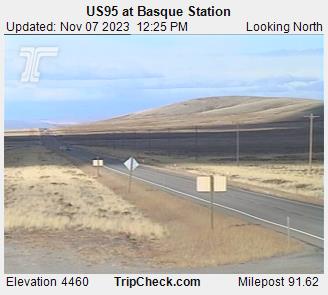 US95 at Basque Station
Updated: Nov 07 2023 12:25 PM Looking North
Elevation 4460 TripCheck.com Milepost 91.62